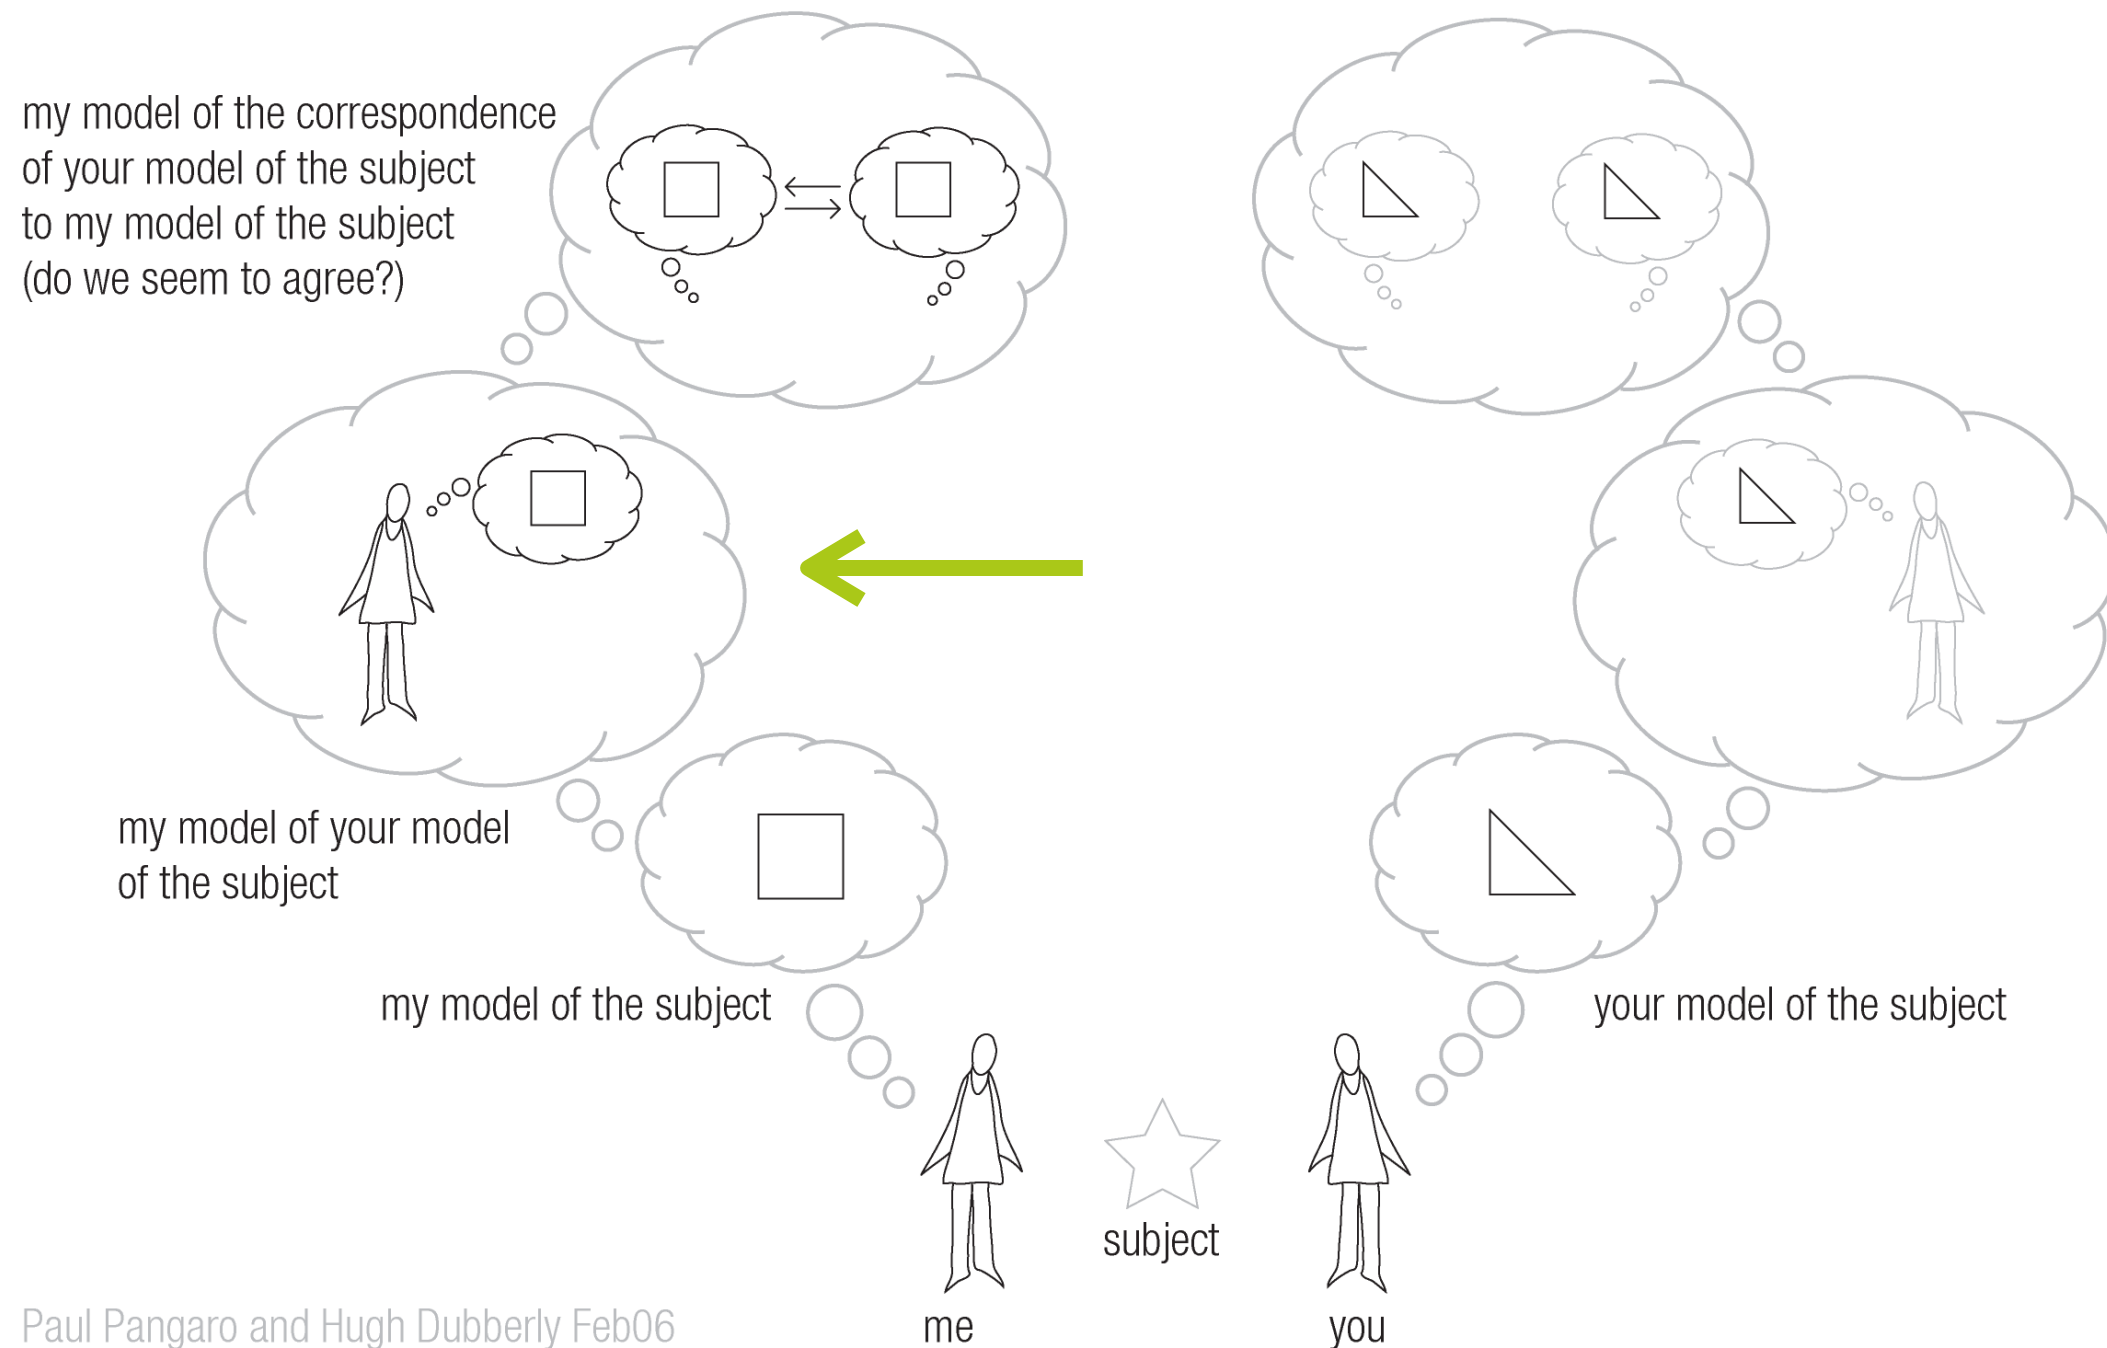 my model of the correspondence
of your model of the subject
to my model of the subject
(do we seem to agree?)
my model of your model
of the subject
my model of the subject
your model of the subject
subject
me
you
Paul Pangaro and Hugh Dubberly Feb06